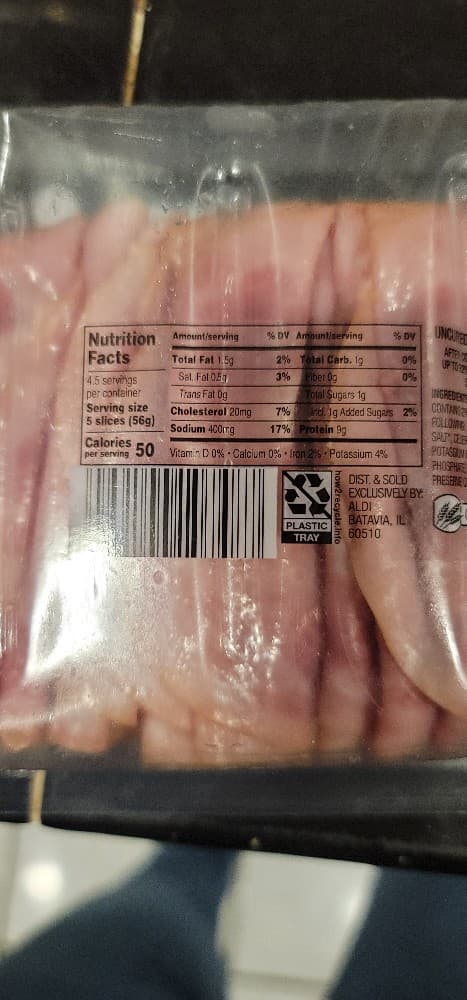 Nutrition
Facts
4.5 servings
per container
Serving size
5 slices (56g)
Calories 50
per serving
Amount/serving % DV Amount/serving % DV
Total Fat 1.5g 2% Total Carb. 1g 0%
Sat. Fat 0.5g 3% Fiber 0g 0%
Trans Fat 0g Total Sugars 1g
Cholesterol 20mg 7% Incl. 1g Added Sugars 2%
Sodium 400mg 17% Protein 9g
Vitamin D 0% • Calcium 0% • Iron 2% • Potassium 4%
PLASTIC
TRAY
how2recycle.info
DIST. & SOLD
EXCLUSIVELY BY:
ALDI
BATAVIA, IL
60510
UP TO
FOLLOWING